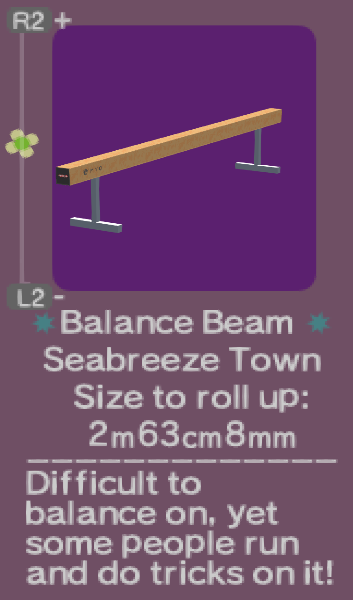 R2 +
L2 -
Balance Beam
Seabreeze Town
Size to roll up:
2m63cm8mm
Difficult to
balance on, yet
some people run
and do tricks on it!